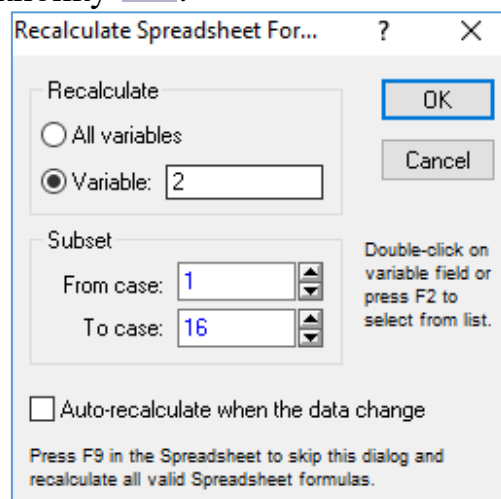 Recalculate Spreadsheet For... ?
Recalculate
All variables
Variable: 2
OK
Cancel
Subset
From case: 1
To case: 16
Double-click on
variable field or
press F2 to
select from list.
Auto-recalculate when the data change
Press F9 in the Spreadsheet to skip this dialog and
recalculate all valid Spreadsheet formulas.